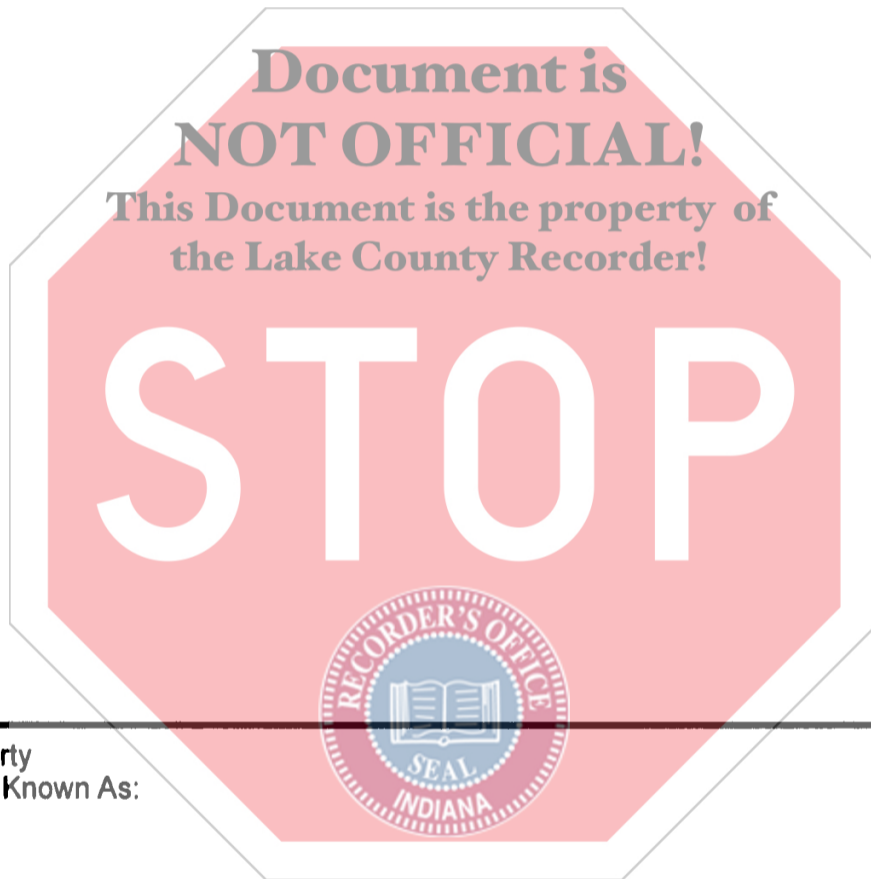 Document is
NOT OFFICIAL!
This Document is the property of
the Lake County Recorder!
STOP
RECORDER'S OFFICE
SEAL
INDIANA
rty
Known As: